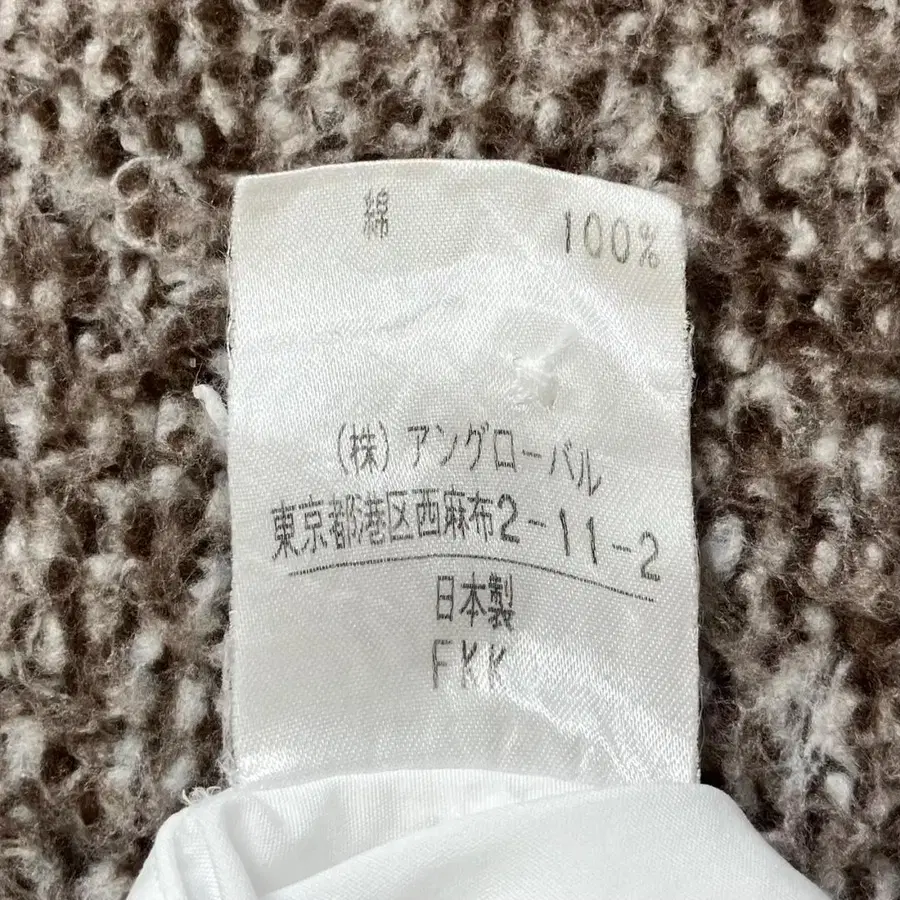 綿 100%
(株)アングローバル
東京都港区西麻布2-11-2
日本製
FKK